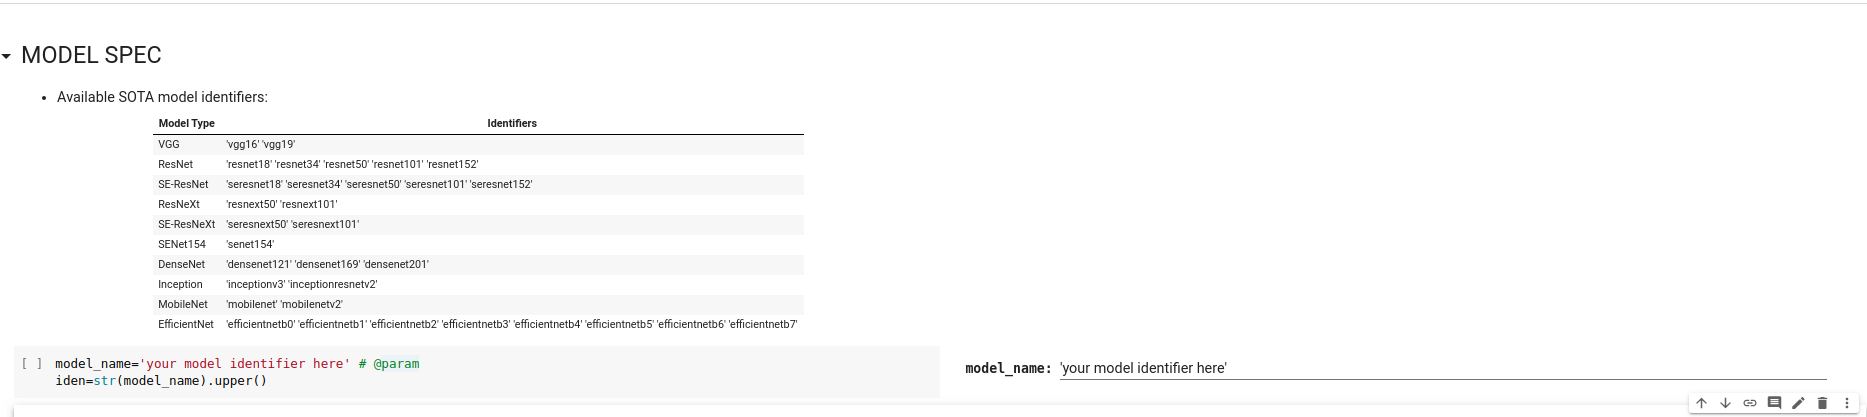 MODEL SPEC
• Available SOTA model identifiers:
Model Type Identifiers
VGG 'vgg16' 'vgg19'
ResNet 'resnet18' 'resnet34' 'resnet50' 'resnet101' 'resnet152'
SE-ResNet 'seresnet18' 'seresnet34' 'seresnet50' 'seresnet101' 'seresnet152'
ResNeXt 'resnext50' 'resnext101'
SE-ResNeXt 'seresnext50' 'seresnext101'
SENet154 'senet154'
DenseNet 'densenet121' 'densenet169' 'densenet201'
Inception 'inceptionv3' 'inceptionresnetv2'
MobileNet 'mobilenet' 'mobilenetv2'
EfficientNet 'efficientnetb0' 'efficientnetb1' 'efficientnetb2' 'efficientnetb3' 'efficientnetb4' 'efficientnetb5' 'efficientnetb6' 'efficientnetb7'
[ ] model_name='your model identifier here' # @param
iden=str(model_name).upper()
model_name: 'your model identifier here'